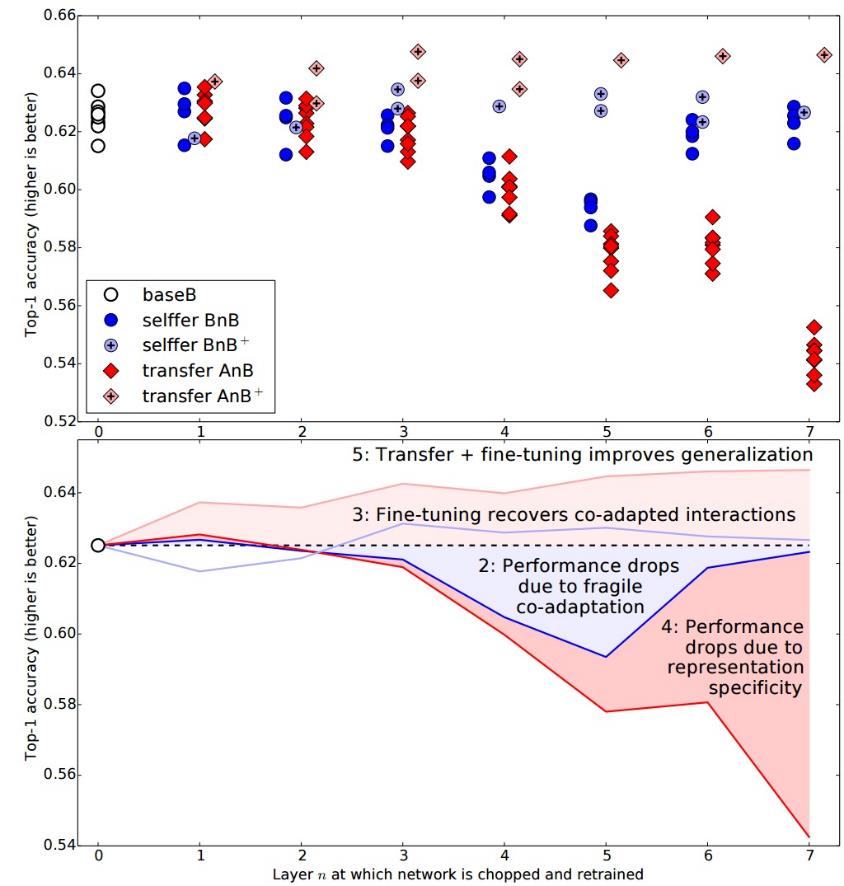 0.66
0.64
0.62
0.60
0.58
0.56
0.54
0.52
Top-1 accuracy (higher is better)
baseB
selffer BnB
selffer BnB+
transfer AnB
transfer AnB+
0 1 2 3 4 5 6 7
5: Transfer + fine-tuning improves generalization
3: Fine-tuning recovers co-adapted interactions
2: Performance drops
due to fragile
co-adaptation
4: Performance
drops due to
representation
specificity
0.64
0.62
0.60
0.58
0.56
0.54
Top-1 accuracy (higher is better)
0 1 2 3 4 5 6 7
Layer n at which network is chopped and retrained